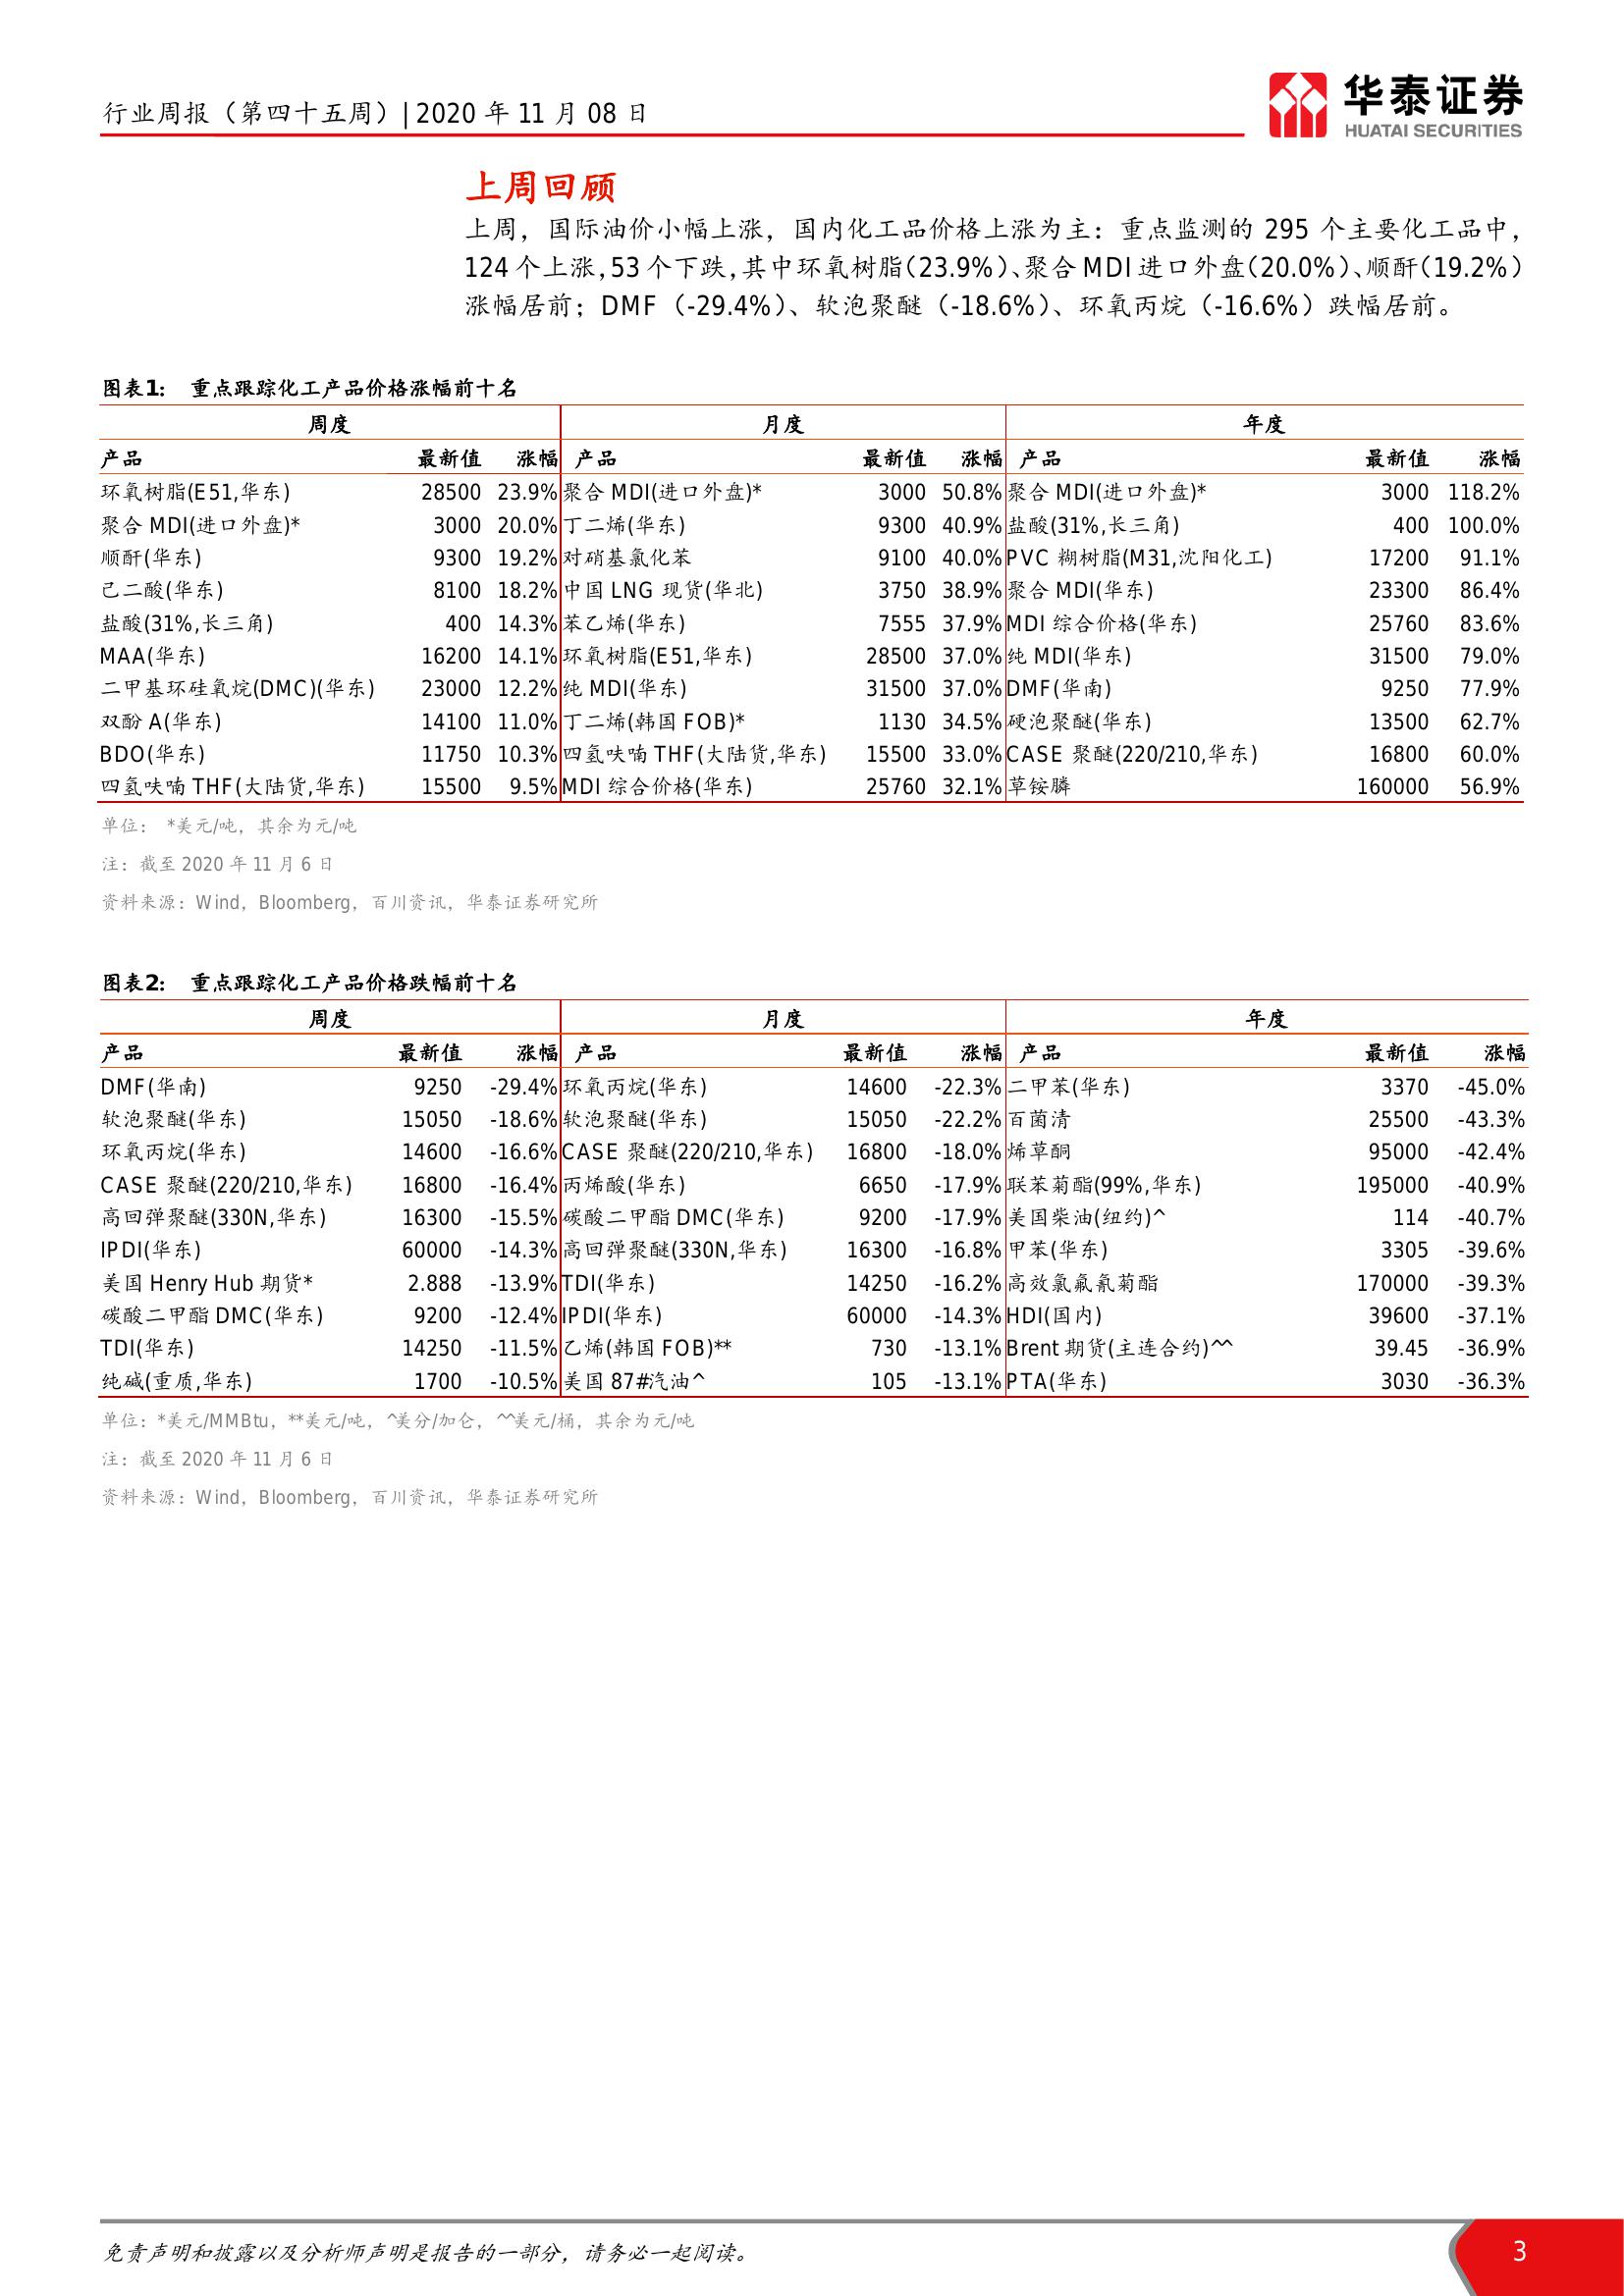 行业周报（第四十五周）| 2020 年 11 月 08 日
华泰证券
HUATAI SECURITIES
上周回顾
上周，国际油价小幅上涨，国内化工品价格上涨为主：重点监测的 295 个主要化工品中，
124 个上涨，53 个下跌，其中环氧树脂（23.9%）、聚合 MDI 进口外盘（20.0%）、顺酐（19.2%）
涨幅居前；DMF（-29.4%）、软泡聚醚（-18.6%）、环氧丙烷（-16.6%）跌幅居前。
图表1： 重点跟踪化工产品价格涨幅前十名
周度 月度 年度
产品 最新值 涨幅 产品 最新值 涨幅 产品 最新值 涨幅
环氧树脂(E51,华东) 28500 23.9% 聚合 MDI(进口外盘)* 3000 50.8% 聚合 MDI(进口外盘)* 3000 118.2%
聚合 MDI(进口外盘)* 3000 20.0% 丁二烯(华东) 9300 40.9% 盐酸(31%,长三角) 400 100.0%
顺酐(华东) 9300 19.2% 对硝基氯化苯 9100 40.0% PVC 糊树脂(M31,沈阳化工) 17200 91.1%
己二酸(华东) 8100 18.2% 中国 LNG 现货(华北) 3750 38.9% 聚合 MDI(华东) 23300 86.4%
盐酸(31%,长三角) 400 14.3% 苯乙烯(华东) 7555 37.9% MDI 综合价格(华东) 25760 83.6%
MAA(华东) 16200 14.1% 环氧树脂(E51,华东) 28500 37.0% 纯 MDI(华东) 31500 79.0%
二甲基环硅氧烷(DMC)(华东) 23000 12.2% 纯 MDI(华东) 31500 37.0% DMF(华南) 9250 77.9%
双酚 A(华东) 14100 11.0% 丁二烯(韩国 FOB)* 1130 34.5% 硬泡聚醚(华东) 13500 62.7%
BDO(华东) 11750 10.3% 四氢呋喃 THF(大陆货,华东) 15500 33.0% CASE 聚醚(220/210,华东) 16800 60.0%
四氢呋喃 THF(大陆货,华东) 15500 9.5% MDI 综合价格(华东) 25760 32.1% 草铵膦 160000 56.9%
单位： *美元/吨，其余为元/吨
注：截至 2020 年 11 月 6 日
资料来源：Wind，Bloomberg，百川资讯，华泰证券研究所
图表2： 重点跟踪化工产品价格跌幅前十名
周度 月度 年度
产品 最新值 涨幅 产品 最新值 涨幅 产品 最新值 涨幅
DMF(华南) 9250 -29.4% 环氧丙烷(华东) 14600 -22.3% 二甲苯(华东) 3370 -45.0%
软泡聚醚(华东) 15050 -18.6% 软泡聚醚(华东) 15050 -22.2% 百菌清 25500 -43.3%
环氧丙烷(华东) 14600 -16.6% CASE 聚醚(220/210,华东) 16800 -18.0% 烯草酮 95000 -42.4%
CASE 聚醚(220/210,华东) 16800 -16.4% 丙烯酸(华东) 6650 -17.9% 联苯菊酯(99%,华东) 195000 -40.9%
高回弹聚醚(330N,华东) 16300 -15.5% 碳酸二甲酯 DMC(华东) 9200 -17.9% 美国柴油(纽约)^ 114 -40.7%
IPDI(华东) 60000 -14.3% 高回弹聚醚(330N,华东) 16300 -16.8% 甲苯(华东) 3305 -39.6%
美国 Henry Hub 期货* 2.888 -13.9% TDI(华东) 14250 -16.2% 高效氯氟氰菊酯 170000 -39.3%
碳酸二甲酯 DMC(华东) 9200 -12.4% IPDI(华东) 60000 -14.3% HDI(国内) 39600 -37.1%
TDI(华东) 14250 -11.5% 乙烯(韩国 FOB)** 730 -13.1% Brent 期货(主连合约)^^ 39.45 -36.9%
纯碱(重质,华东) 1700 -10.5% 美国 87#汽油^ 105 -13.1% PTA(华东) 3030 -36.3%
单位：*美元/MMBtu，**美元/吨，^美分/加仑，^^美元/桶，其余为元/吨
注：截至 2020 年 11 月 6 日
资料来源：Wind，Bloomberg，百川资讯，华泰证券研究所
免责声明和披露以及分析师声明是报告的一部分，请务必一起阅读。
3